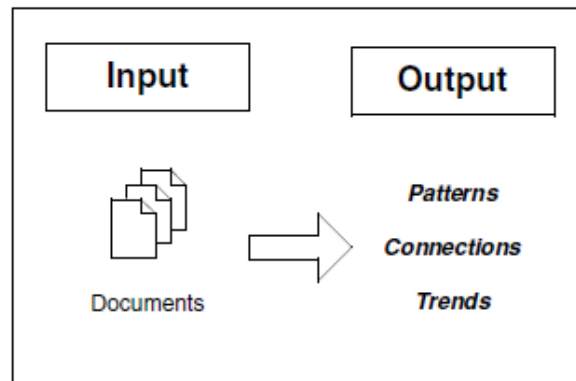 Input
Output
Patterns
Connections
Documents
Trends